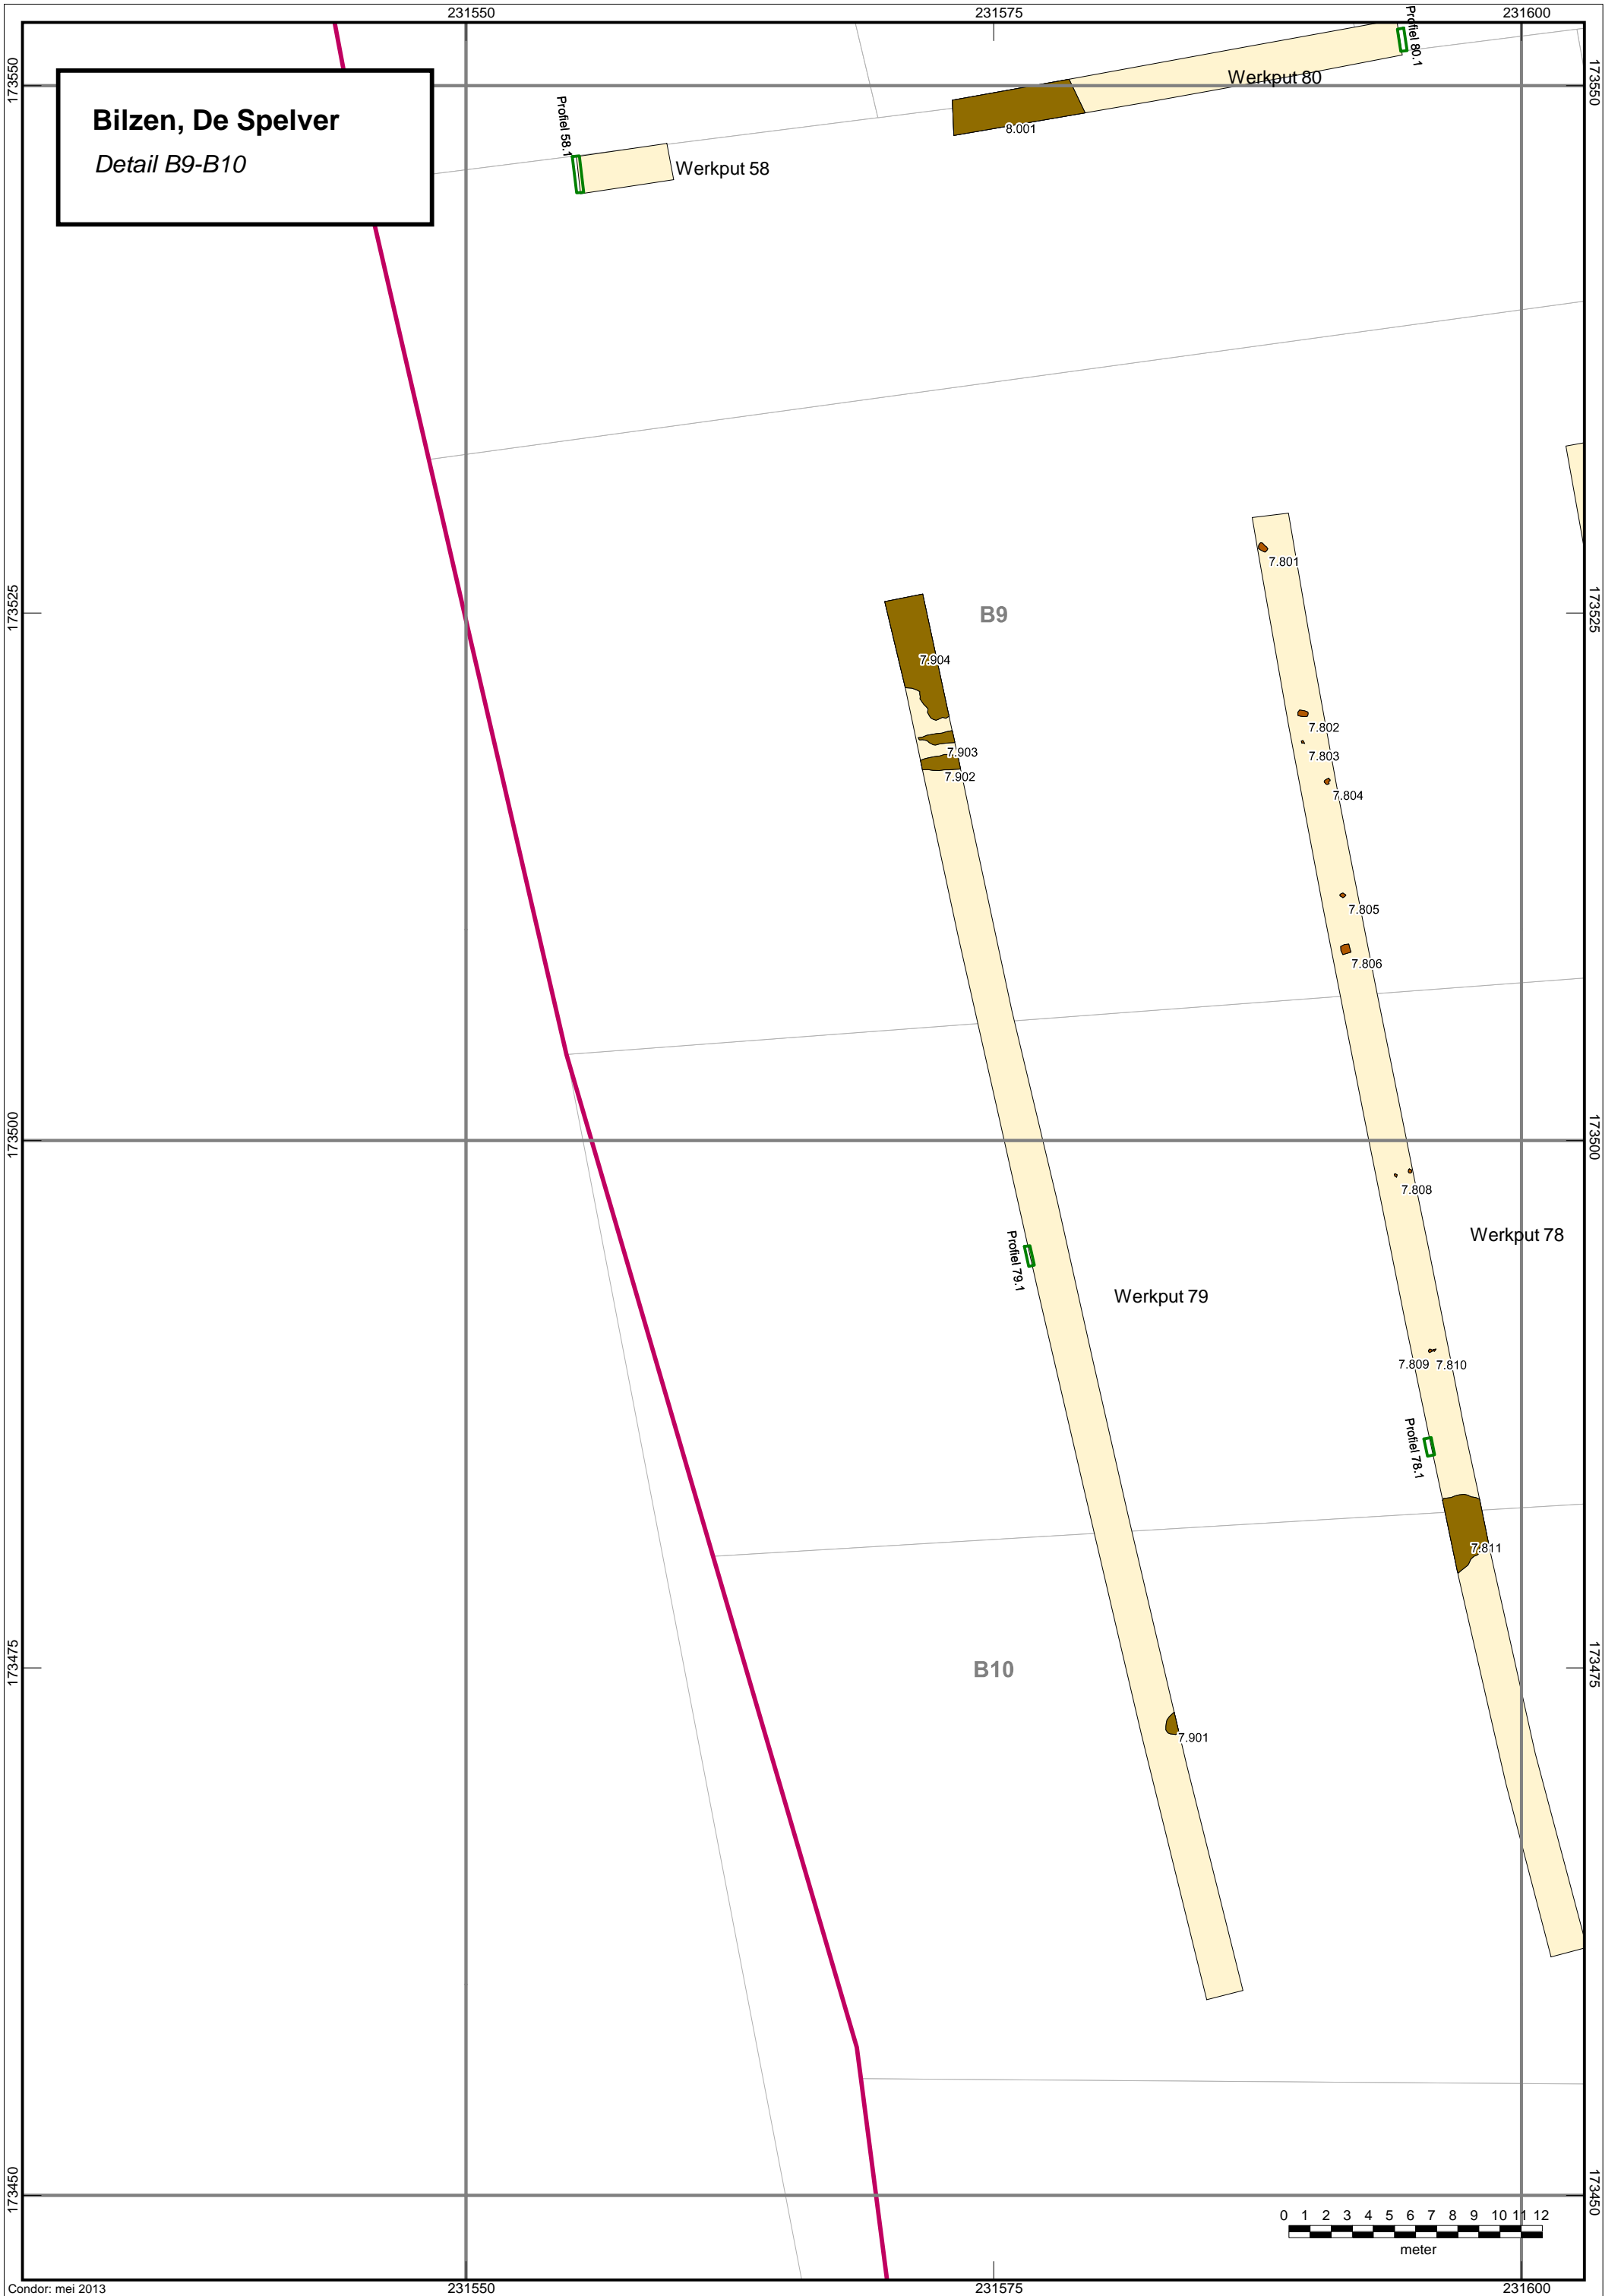 231550
231575
231600
173550
173550
Bilzen, De Spelver
Detail B9-B10
Profiel 58.1
Werkput 58
8.001
Werkput 80
Profiel 80.1
173525
173525
B9
7.904
7.903
7.902
7.801
7.802
7.803
7.804
7.805
7.806
173500
173500
7.808
Werkput 78
Profiel 79.1
Werkput 79
7.809
7.810
Profiel 78.1
7.811
173475
173475
B10
7.901
173450
173450
0 1 2 3 4 5 6 7 8 9 10 11 12
meter
Condor: mei 2013
231550
231575
231600